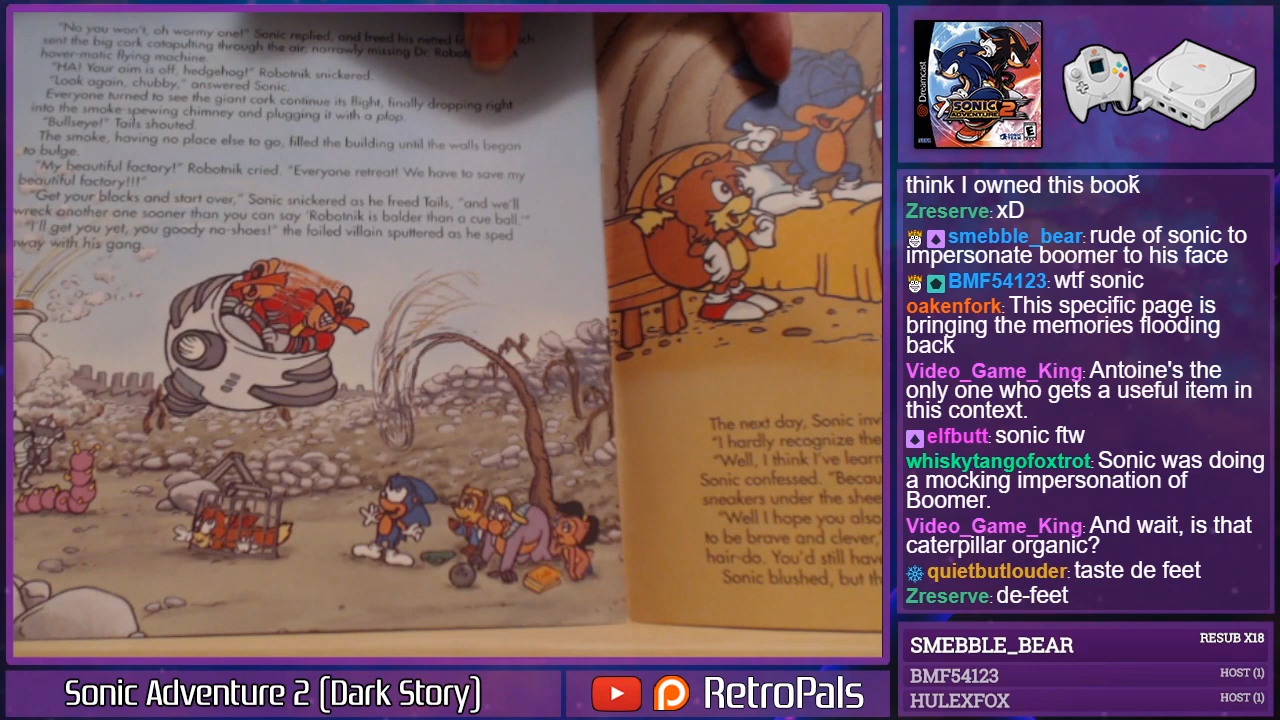 "No you won't, oh wormy one!" Sonic replied, and freed his netted
sent the big cork catapulting through the air, narrowly missing Dr.
hover-matic flying machine.
"HA! Your aim is off, hedgehog!" Robotnik snickered.
"Look again, chubby," answered Sonic.
Everyone turned to see the giant cork continue its flight, finally dropping right
into the smoke-spewing chimney and plugging it with a plop.
"Bullseye!" Tails shouted.
The smoke, having no place else to go, filled the building until the walls began
to bulge.
"My beautiful factory!" Robotnik cried. "Everyone retreat! We have to save my
beautiful factory!!!"
"Get your blocks and start over," Sonic snickered as he freed Tails, "and we'll
wreck another one sooner than you can say 'Robotnik is balder than a cue ball.'"
"I'll get you yet, you goody no-shoes!" the foiled villain sputtered as he sped
way with his gang.
The next day, Sonic invi
"I hardly recognize the
"Well, I think I've learn
Sonic confessed. "Becau
sneakers under the shee
"Well I hope you also
to be brave and clever,
hair-do. You'd still hav
Sonic blushed, but th
Dreamcast
SONIC
ADVENTURE 2
SEGA
E
think I owned this book
Zreserve: xD
smebble_bear: rude of sonic to
impersonate boomer to his face
BMF54123: wtf sonic
oakenfork: This specific page is
bringing the memories flooding
back
Video_Game_King: Antoine's the
only one who gets a useful item in
this context.
elfbutt: sonic ftw
whiskytangofoxtrot: Sonic was doing
a mocking impersonation of
Boomer.
Video_Game_King: And wait, is that
caterpillar organic?
quietbutlouder: taste de feet
Zreserve: de-feet
SMEBBLE_BEAR RESUB X18
BMF54123 HOST (1)
HULEXFOX HOST (1)
Sonic Adventure 2 (Dark Story)
RetroPals